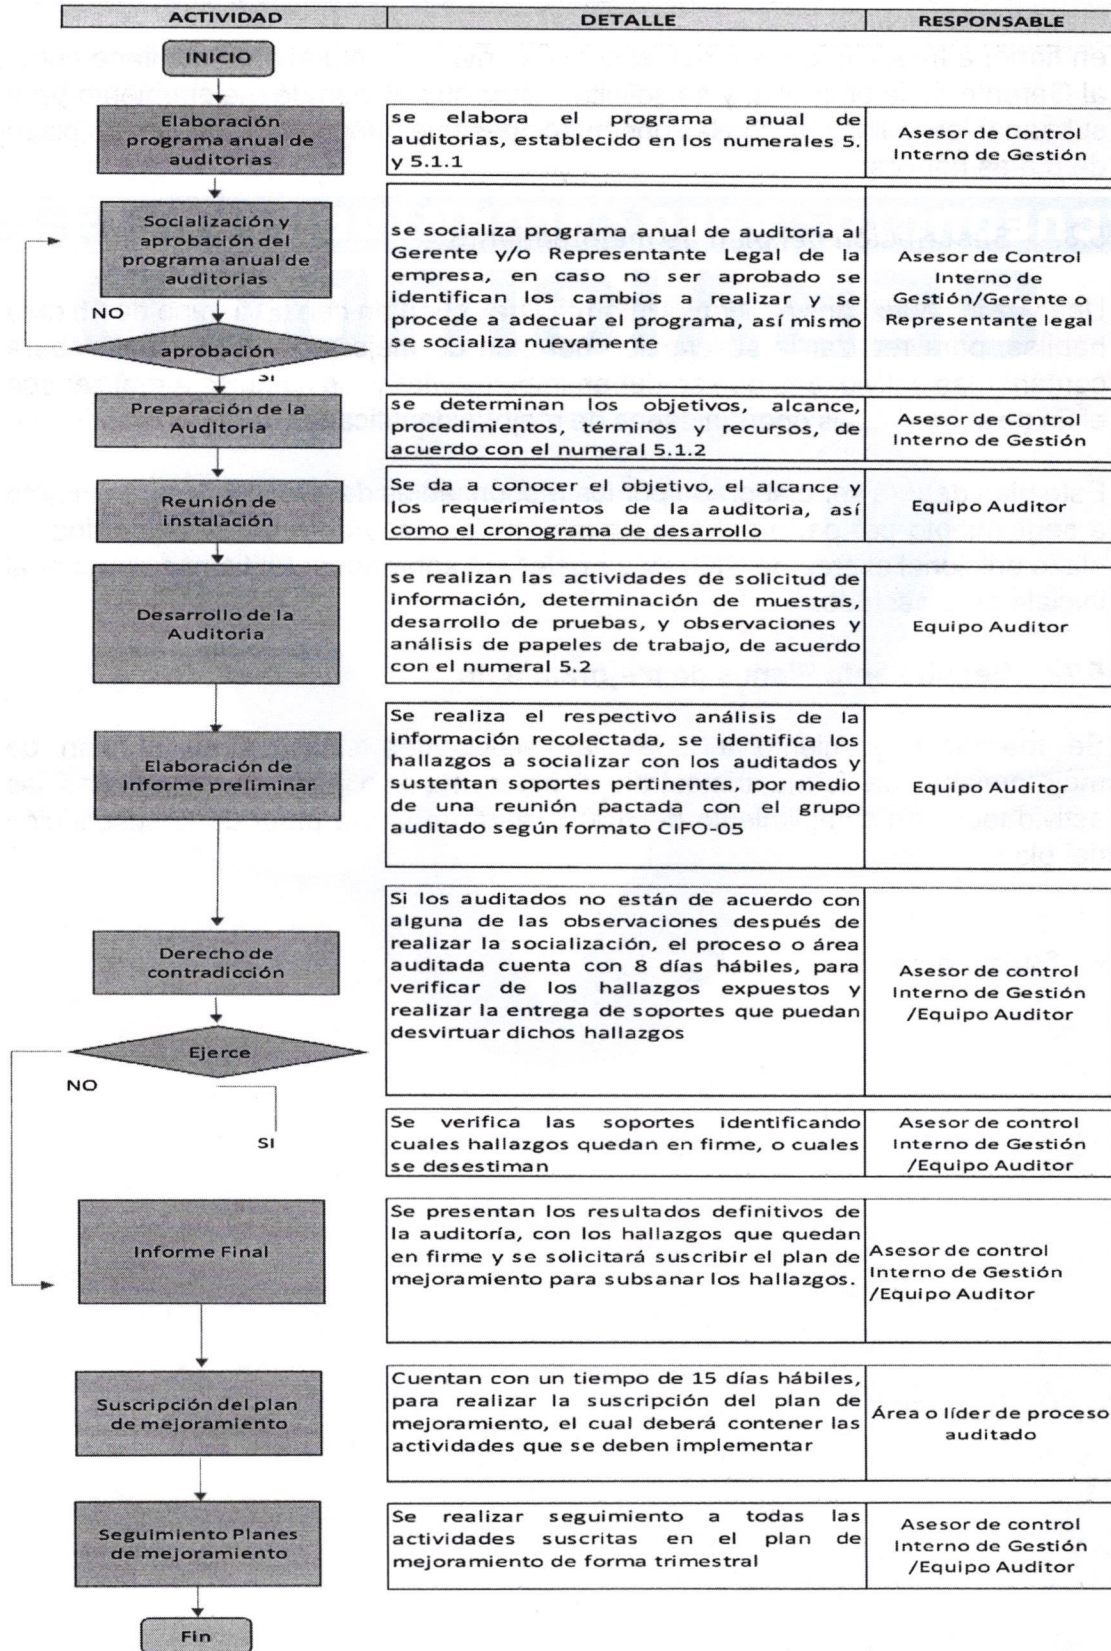 ACTIVIDAD DETALLE RESPONSABLE
INICIO
Elaboración
programa anual de
auditorias
se elabora el programa anual de
auditorias, establecido en los numerales 5.
y 5.1.1
Asesor de Control
Interno de Gestión
Socialización y
aprobación del
programa anual de
auditorias
NO
aprobación
SI
se socializa programa anual de auditoria al
Gerente y/o Representante Legal de la
empresa, en caso no ser aprobado se
identifican los cambios a realizar y se
procede a adecuar el programa, así mismo
se socializa nuevamente
Asesor de Control
Interno de
Gestión/Gerente o
Representante legal
Preparación de la
Auditoria
se determinan los objetivos, alcance,
procedimientos, términos y recursos, de
acuerdo con el numeral 5.1.2
Asesor de Control
Interno de Gestión
Reunión de
instalación
Se da a conocer el objetivo, el alcance y
los requerimientos de la auditoria, así
como el cronograma de desarrollo
Equipo Auditor
Desarrollo de la
Auditoria
se realizan las actividades de solicitud de
información, determinación de muestras,
desarrollo de pruebas, y observaciones y
análisis de papeles de trabajo, de acuerdo
con el numeral 5.2
Equipo Auditor
Elaboración de
Informe preliminar
Se realiza el respectivo análisis de la
información recolectada, se identifica los
hallazgos a socializar con los auditados y
sustentan soportes pertinentes, por medio
de una reunión pactada con el grupo
auditado según formato CIFO-05
Equipo Auditor
Derecho de
contradicción
Ejerce
NO
SI
Si los auditados no están de acuerdo con
alguna de las observaciones después de
realizar la socialización, el proceso o área
auditada cuenta con 8 días hábiles, para
verificar de los hallazgos expuestos y
realizar la entrega de soportes que puedan
desvirtuar dichos hallazgos
Asesor de control
Interno de Gestión
/Equipo Auditor
Se verifica las soportes identificando
cuales hallazgos quedan en firme, o cuales
se desestiman
Asesor de control
Interno de Gestión
/Equipo Auditor
Informe Final
Se presentan los resultados definitivos de
la auditoría, con los hallazgos que quedan
en firme y se solicitará suscribir el plan de
mejoramiento para subsanar los hallazgos.
Asesor de control
Interno de Gestión
/Equipo Auditor
Suscripción del plan
de mejoramiento
Cuentan con un tiempo de 15 días hábiles,
para realizar la suscripción del plan de
mejoramiento, el cual deberá contener las
actividades que se deben implementar
Área o líder de proceso
auditado
Seguimiento Planes
de mejoramiento
Se realizar seguimiento a todas las
actividades suscritas en el plan de
mejoramiento de forma trimestral
Asesor de control
Interno de Gestión
/Equipo Auditor
Fin